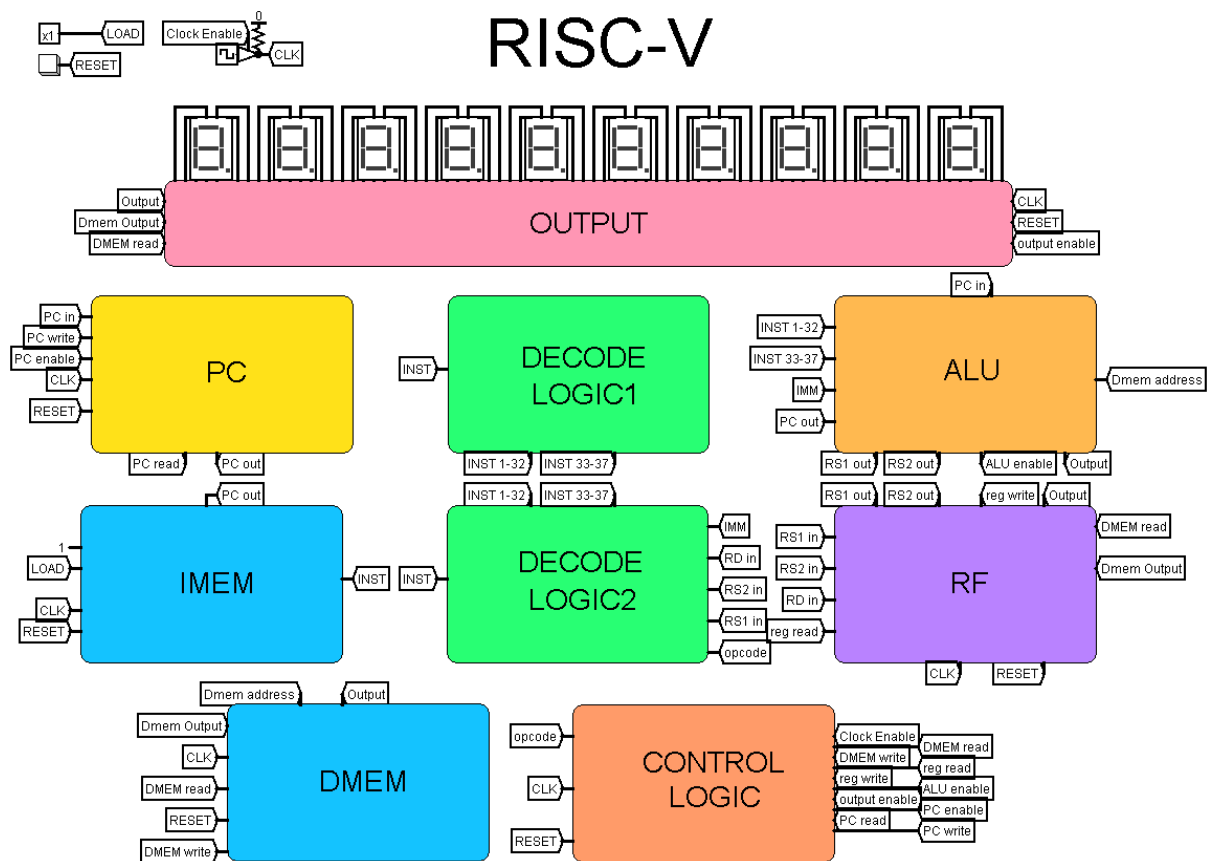 RISC-V
x1
LOAD
RESET
Clock Enable
0
CLK
Output
Dmem Output
DMEM read
OUTPUT
CLK
RESET
output enable
PC in
PC write
PC enable
CLK
RESET
PC
PC read
PC out
INST
DECODE
LOGIC1
INST 1-32
INST 33-37
PC in
INST 1-32
INST 33-37
IMM
PC out
ALU
Dmem address
RS1 out
RS2 out
ALU enable
Output
PC out
1
LOAD
CLK
RESET
IMEM
INST
INST 1-32
INST 33-37
INST
DECODE
LOGIC2
IMM
RD in
RS2 in
RS1 in
opcode
RS1 out
RS2 out
reg write
Output
RS1 in
RS2 in
RD in
reg read
RF
DMEM read
Dmem Output
CLK
RESET
Dmem address
Output
Dmem Output
CLK
DMEM read
RESET
DMEM write
DMEM
opcode
CLK
RESET
CONTROL
LOGIC
Clock Enable
DMEM read
DMEM write
reg read
reg write
ALU enable
output enable
PC enable
PC read
PC write